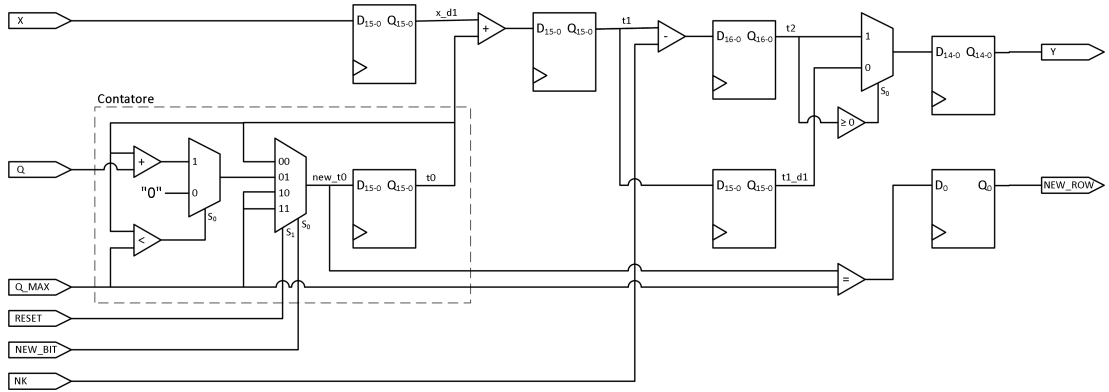 X
D15-0 Q15-0
x_d1
+
D15-0 Q15-0
t1
-
D16-0 Q16-0
t2
1
0
S0
≥ 0
D14-0 Q14-0
Y
Contatore
Q
+
"0"
1
0
S0
<
00
01
10
11
S1
S0
new_t0
D15-0 Q15-0
t0
D15-0 Q15-0
t1_d1
D0 Q0
NEW_ROW
=
Q_MAX
RESET
NEW_BIT
NK